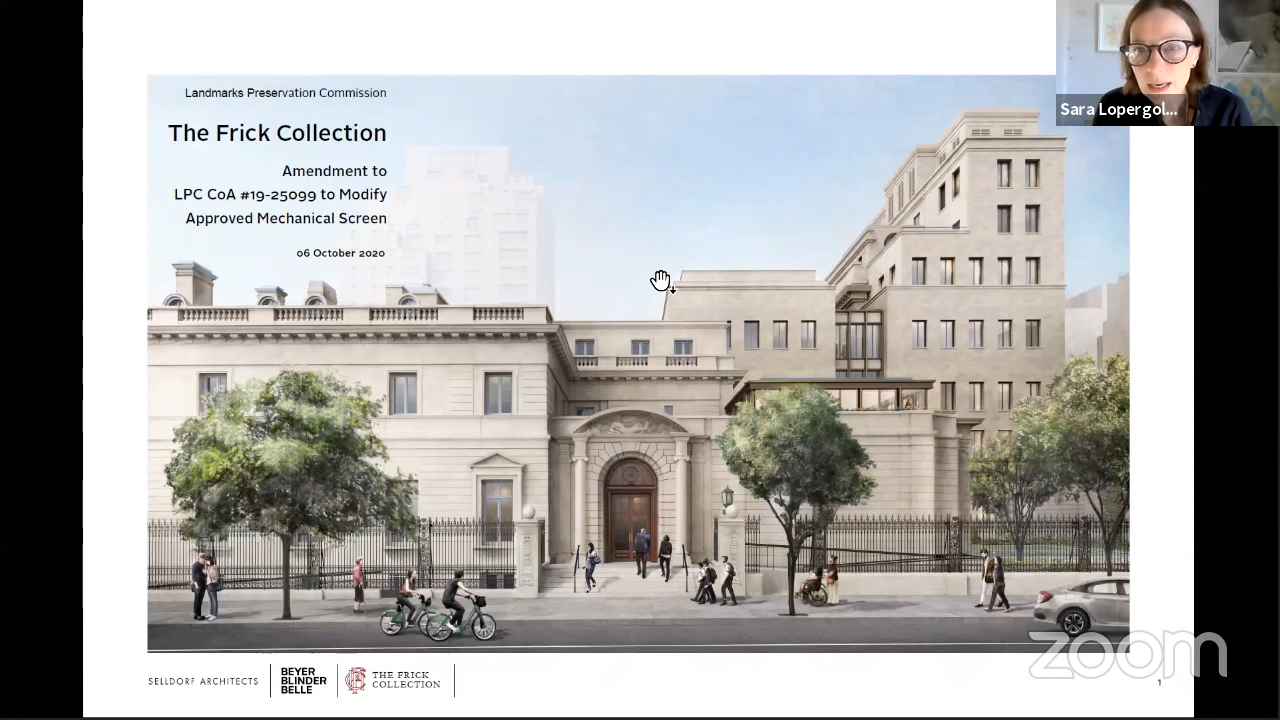 Landmarks Preservation Commission
The Frick Collection
Amendment to
LPC CoA #19-25099 to Modify
Approved Mechanical Screen
06 October 2020
Sara Lopergol...
SELLDORF ARCHITECTS
BEYER
BLINDER
BELLE
THE FRICK
COLLECTION
zoom
1